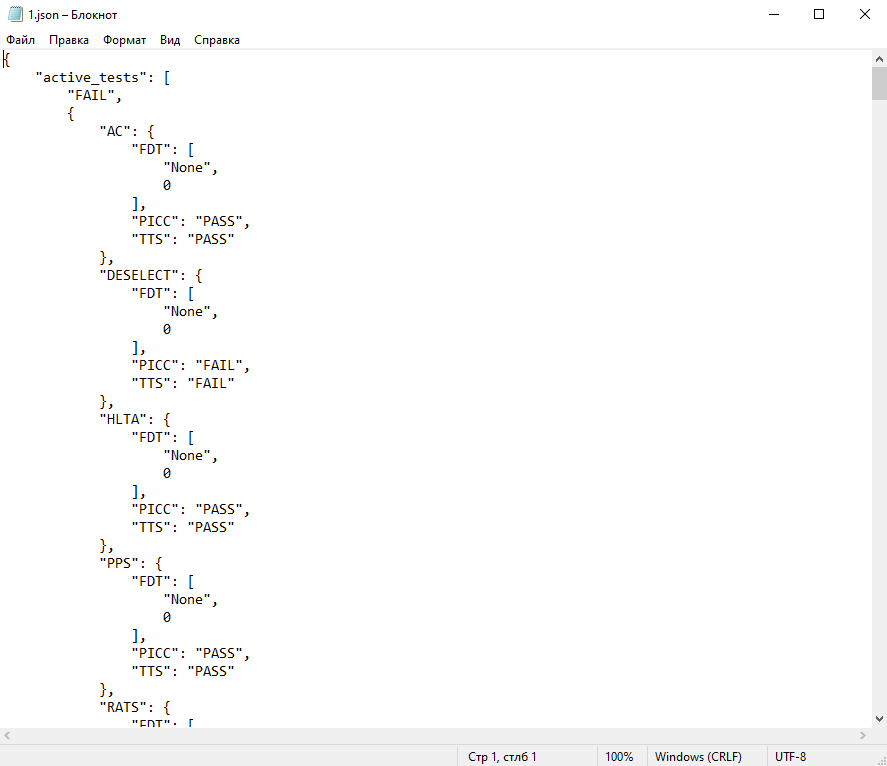 1.json – Блокнот
Файл Правка Формат Вид Справка
{
    "active_tests": [
        "FAIL",
        {
            "AC": {
                "FDT": [
                    "None",
                    0
                ],
                "PICC": "PASS",
                "TTS": "PASS"
            },
            "DESELECT": {
                "FDT": [
                    "None",
                    0
                ],
                "PICC": "FAIL",
                "TTS": "FAIL"
            },
            "HLTA": {
                "FDT": [
                    "None",
                    0
                ],
                "PICC": "PASS",
                "TTS": "PASS"
            },
            "PPS": {
                "FDT": [
                    "None",
                    0
                ],
                "PICC": "PASS",
                "TTS": "PASS"
            },
            "RATS": {
                "FDT": [
Стр 1, стлб 1 100% Windows (CRLF) UTF-8